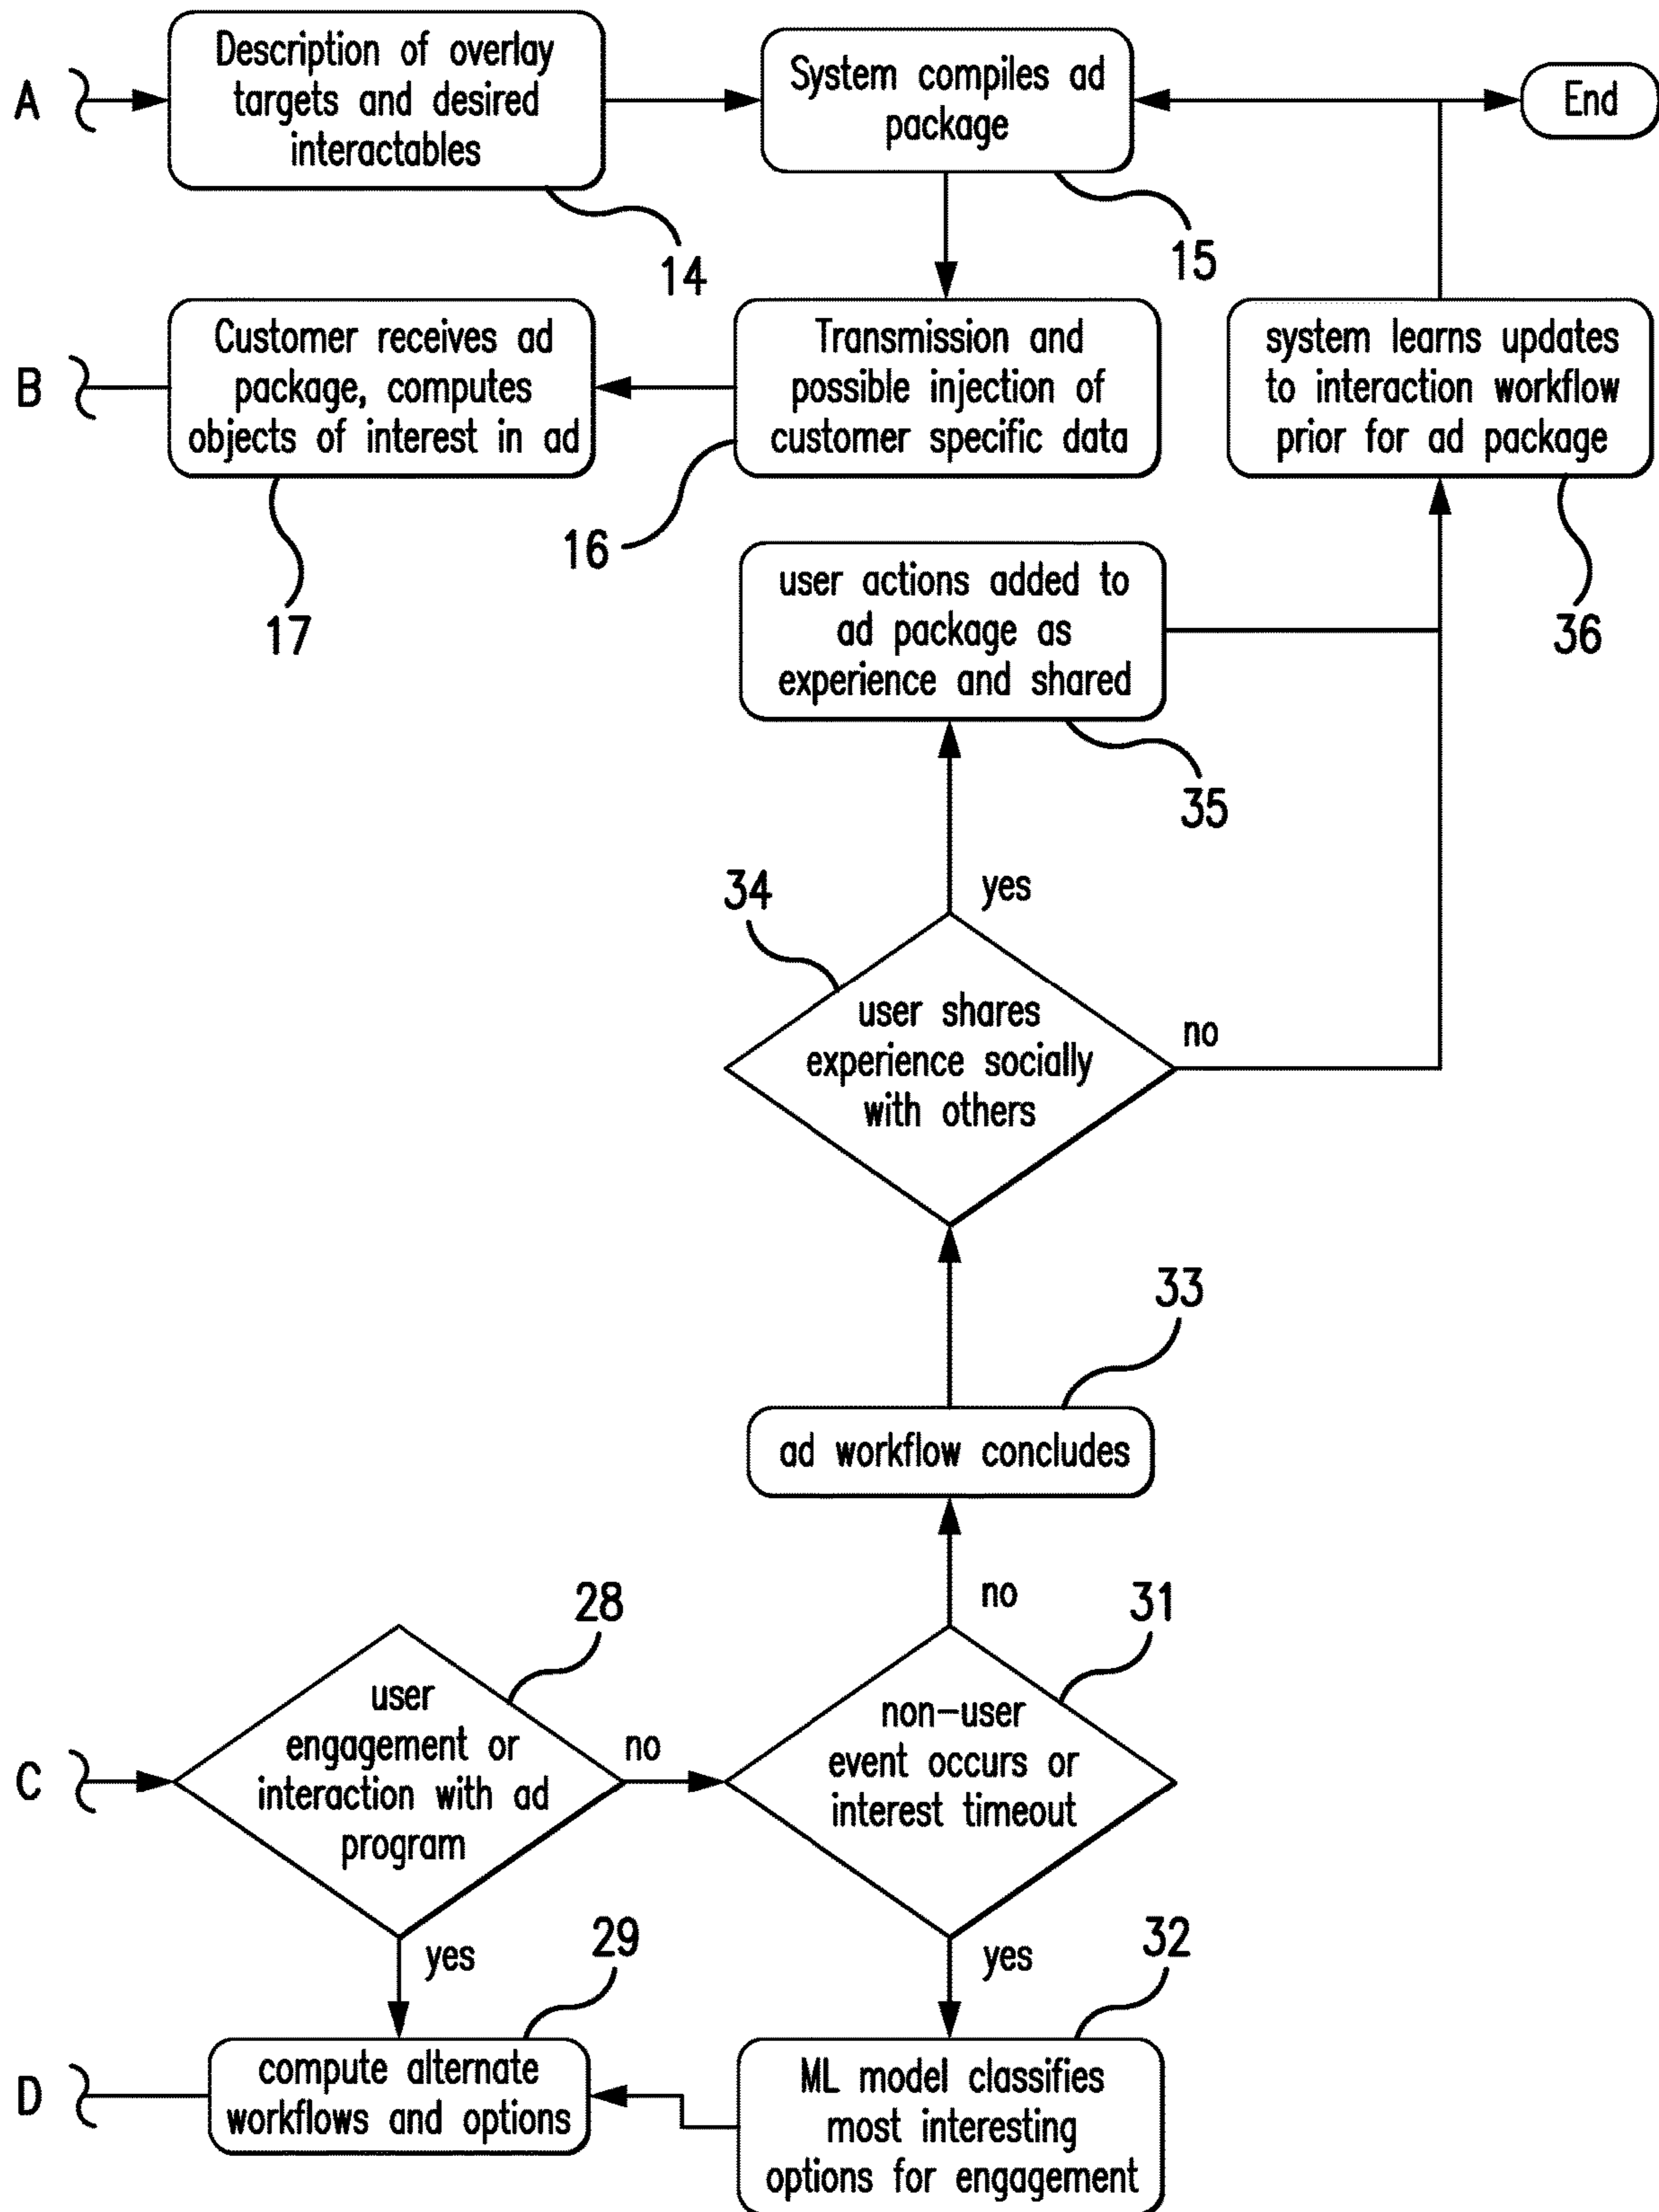 A
Description of overlay
targets and desired
interactables
System compiles ad
package
End
14
15
B
Customer receives ad
package, computes
objects of interest in ad
Transmission and
possible injection of
customer specific data
system learns updates
to interaction workflow
prior for ad package
16
17
36
user actions added to
ad package as
experience and shared
35
34
yes
user shares
experience socially
with others
no
33
ad workflow concludes
28
no
31
C
user
engagement or
interaction with ad
program
no
non-user
event occurs or
interest timeout
yes
29
yes
32
D
compute alternate
workflows and options
ML model classifies
most interesting
options for engagement